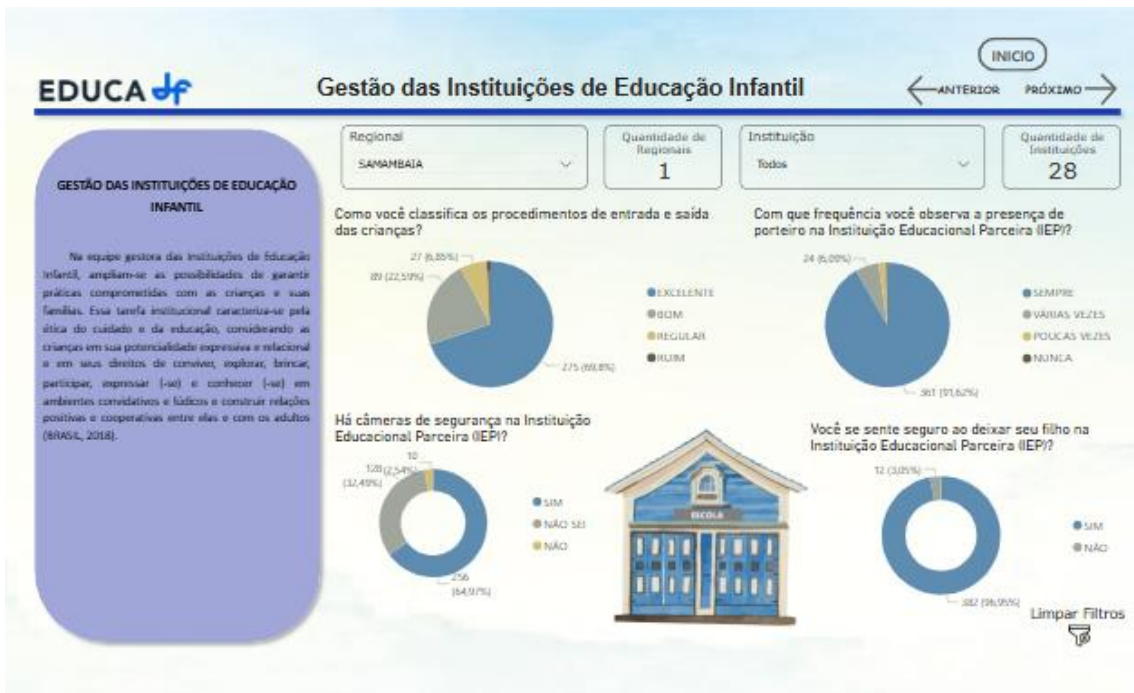 INICIO
EDUCA df
Gestão das Instituições de Educação Infantil
ANTERIOR
PRÓXIMO
GESTÃO DAS INSTITUIÇÕES DE EDUCAÇÃO
INFANTIL
Na equipe gestora das Instituições de Educação
Infantil, ampliam-se as possibilidades de garantir
práticas comprometidas com as crianças e suas
famílias. Essa tarefa institucional caracteriza-se pela
ética do cuidado e da educação, considerando as
crianças em sua potencialidade expressiva e relacional
e em seus direitos de conviver, explorar, brincar,
participar, expressar (-se) e conhecer (-se) em
ambientes convidativos e lúdicos e construir relações
positivas e cooperativas entre elas e com os adultos
(BRASIL, 2018).
Regional
SAMAMBAIA
Quantidade de
Regionais
1
Instituição
Todos
Quantidade de
Instituições
28
Como você classifica os procedimentos de entrada e saída
das crianças?
27 (6,85%)
89 (22,59%)
275 (69,8%)
EXCELENTE
BOM
REGULAR
RUIM
Com que frequência você observa a presença de
porteiro na Instituição Educacional Parceira (IEP)?
24 (6,09%)
361 (91,62%)
SEMPRE
VÁRIAS VEZES
POUCAS VEZES
NUNCA
Há câmeras de segurança na Instituição
Educacional Parceira (IEP)?
10
(2,54%)
128
(32,49%)
256
(64,97%)
SIM
NÃO SEI
NÃO
ESCOLA
Você se sente seguro ao deixar seu filho na
Instituição Educacional Parceira (IEP)?
12 (3,05%)
382 (96,95%)
SIM
NÃO
Limpar Filtros